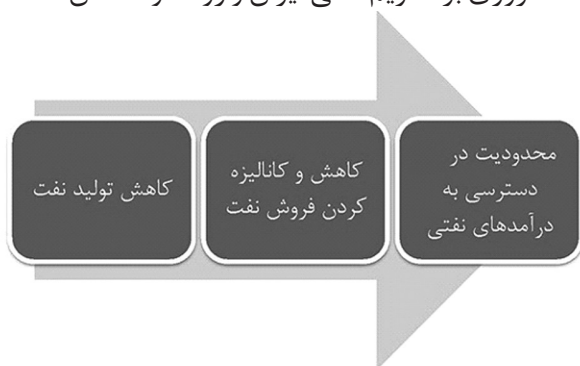 محدودیت در
دسترسی به
درآمدهای نفتی
کاهش و کانالیزه
کردن فروش نفت
کاهش تولید نفت